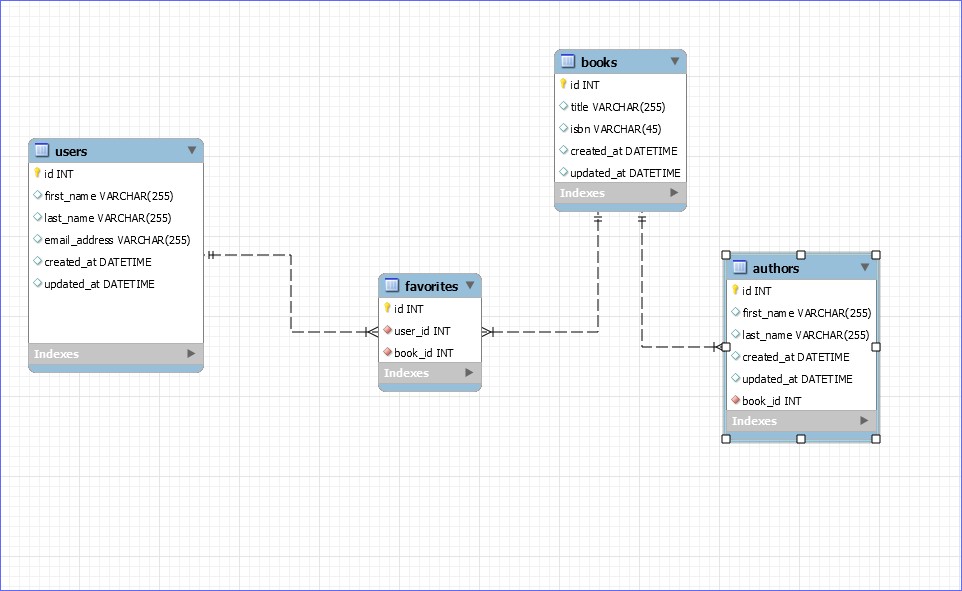 users
id INT
first_name VARCHAR(255)
last_name VARCHAR(255)
email_address VARCHAR(255)
created_at DATETIME
updated_at DATETIME
Indexes
favorites
id INT
user_id INT
book_id INT
Indexes
books
id INT
title VARCHAR(255)
isbn VARCHAR(45)
created_at DATETIME
updated_at DATETIME
Indexes
authors
id INT
first_name VARCHAR(255)
last_name VARCHAR(255)
created_at DATETIME
updated_at DATETIME
book_id INT
Indexes